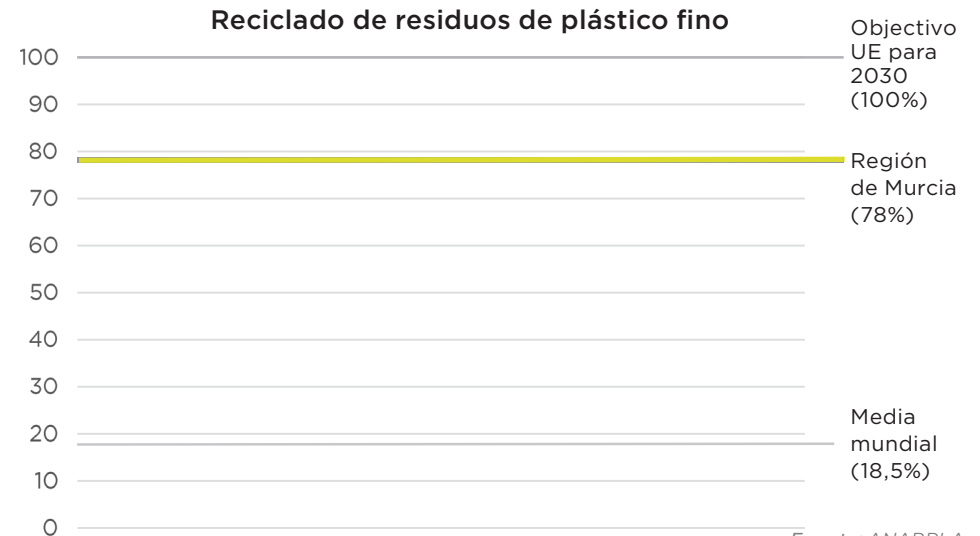 Reciclado de residuos de plástico fino
Objectivo
UE para
2030
(100%)
100
90
80
Región
de Murcia
(78%)
70
60
50
40
30
20
Media
mundial
(18,5%)
10
0